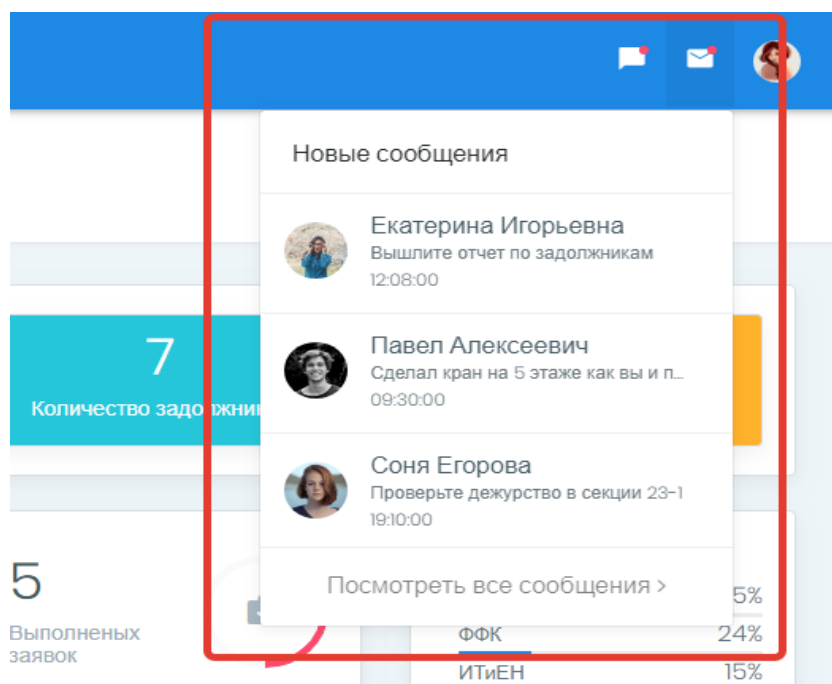 Новые сообщения
Екатерина Игорьевна
Вышлите отчет по задолжникам
12:08:00
Павел Алексеевич
Сделал кран на 5 этаже как вы и п...
09:30:00
Соня Егорова
Проверьте дежурство в секции 23-1
19:10:00
Посмотреть все сообщения >
7
Количество задолжни
5
Выполненых
заявок
5%
ФФК 24%
ИТиЕН 15%